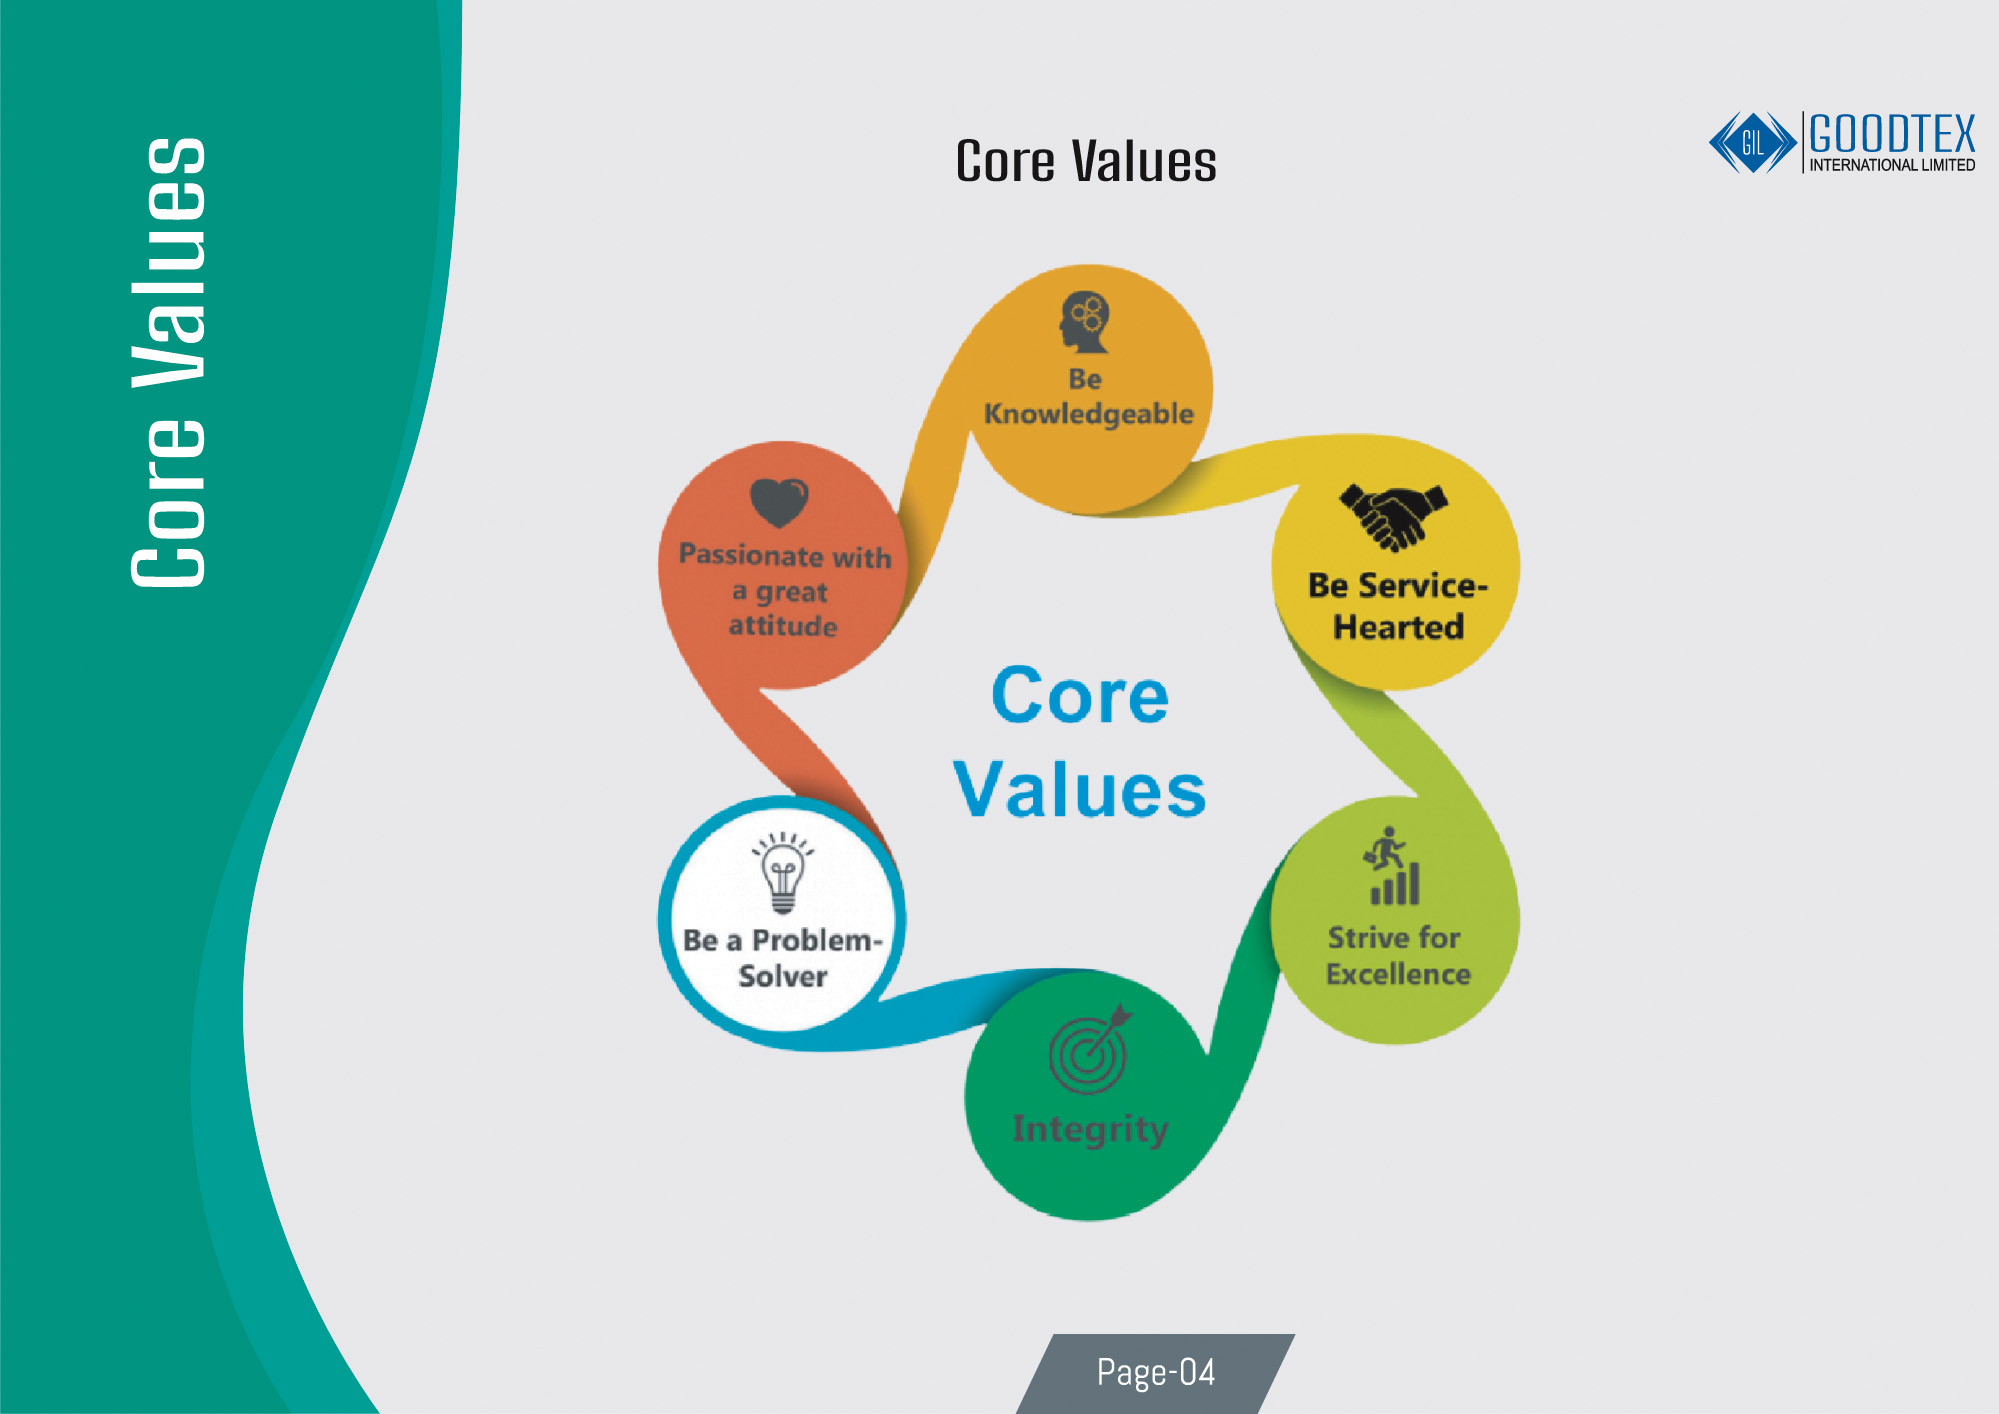 Core Values
Core Values
GIL
GOODTEX
INTERNATIONAL LIMITED
Be
Knowledgeable
Be Service-
Hearted
Strive for
Excellence
Integrity
Be a Problem-
Solver
Passionate with
a great
attitude
Core
Values
Page-04